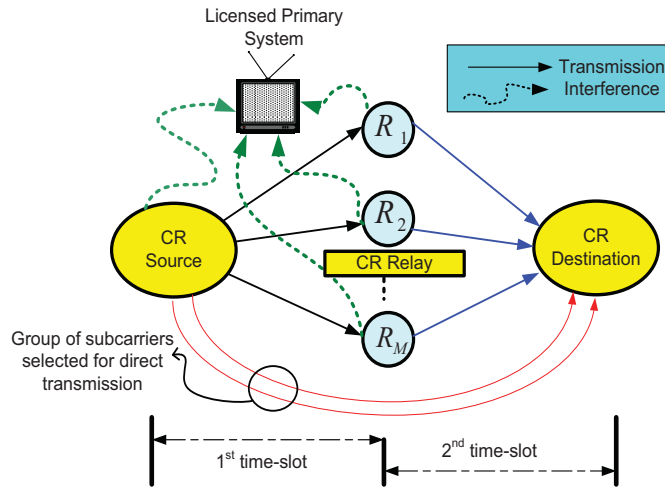 Licensed Primary
System
Transmission
Interference
R₁
CR
Source
R₂
CR Relay
CR
Destination
R_M
Group of subcarriers
selected for direct
transmission
1ˢᵗ time-slot
2ⁿᵈ time-slot